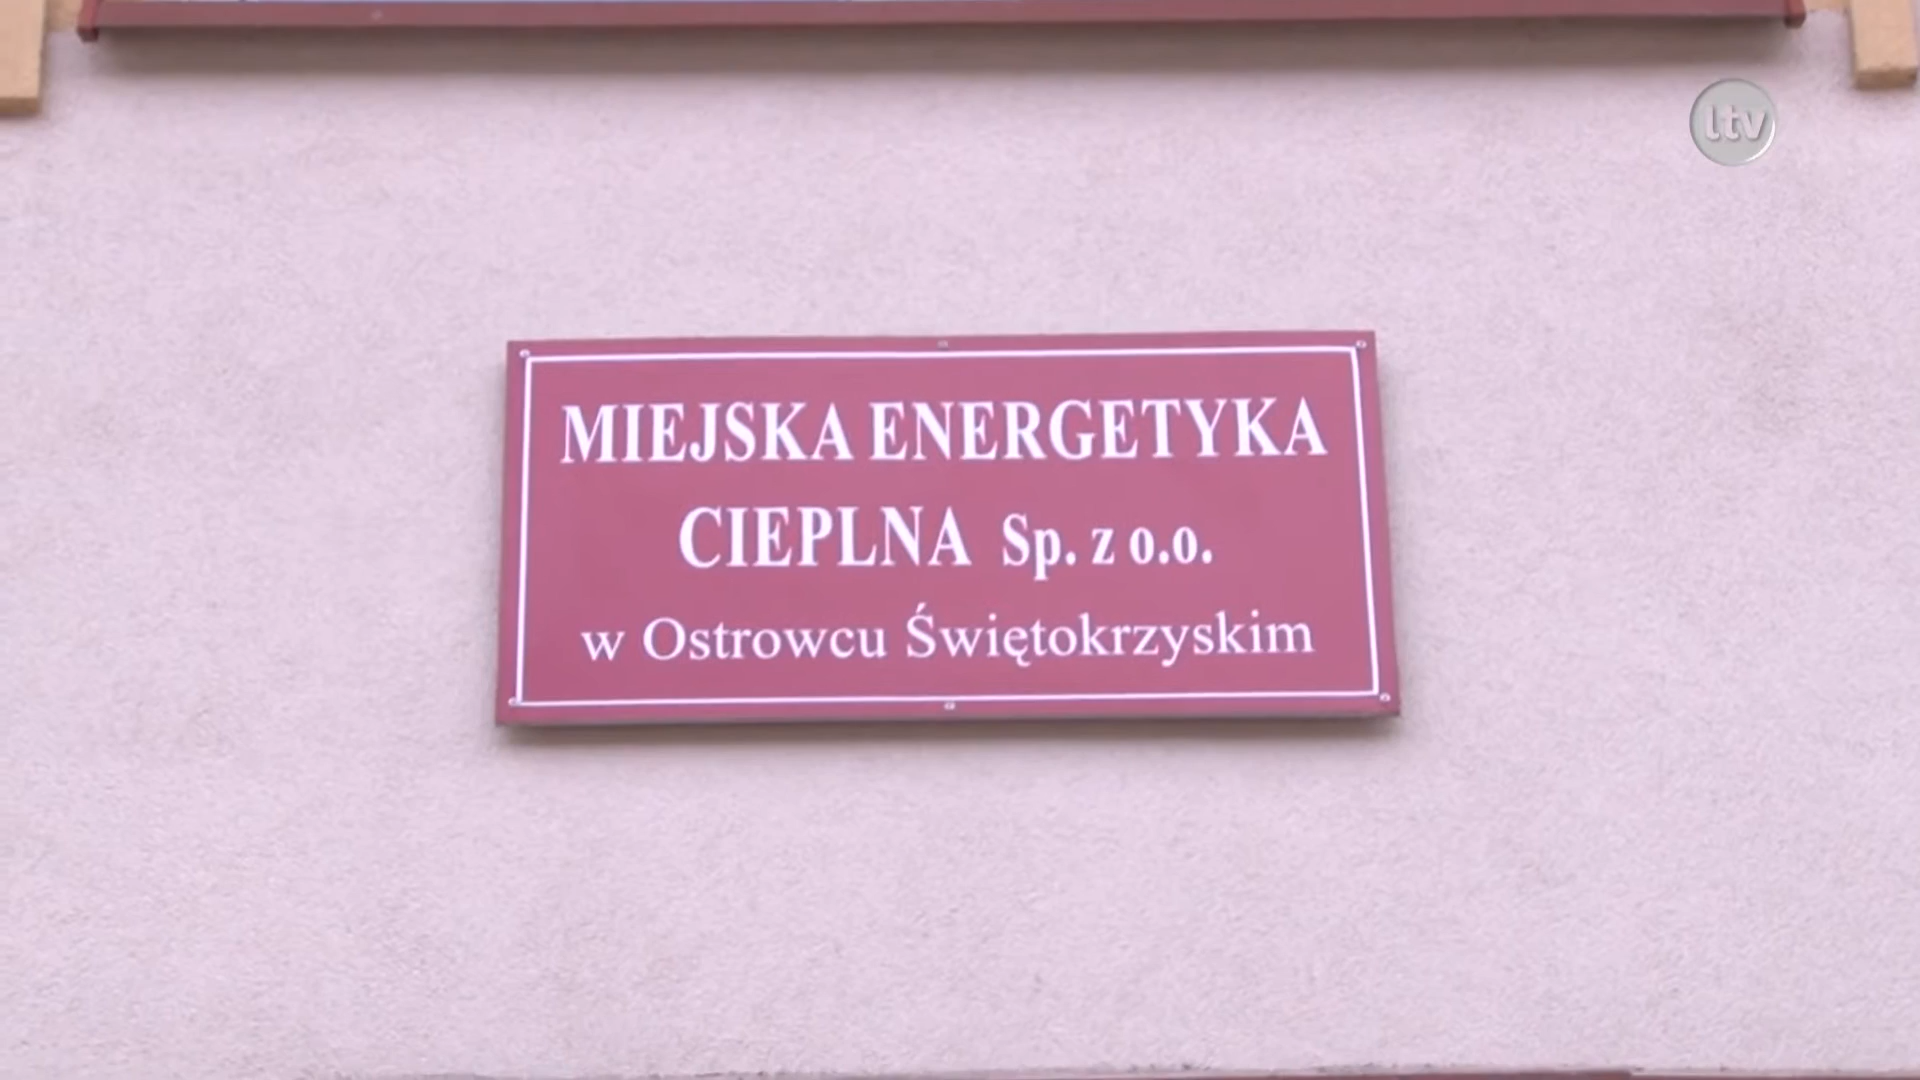 ltv
MIEJSKA ENERGETYKA
CIEPLNA Sp. z o.o.
w Ostrowcu Świętokrzyskim